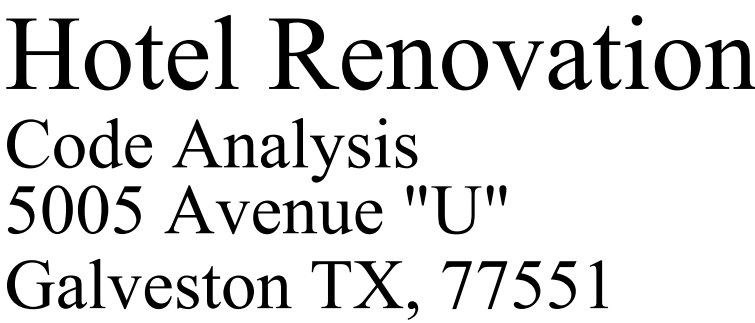 Hotel Renovation
Code Analysis
5005 Avenue "U"
Galveston TX, 77551